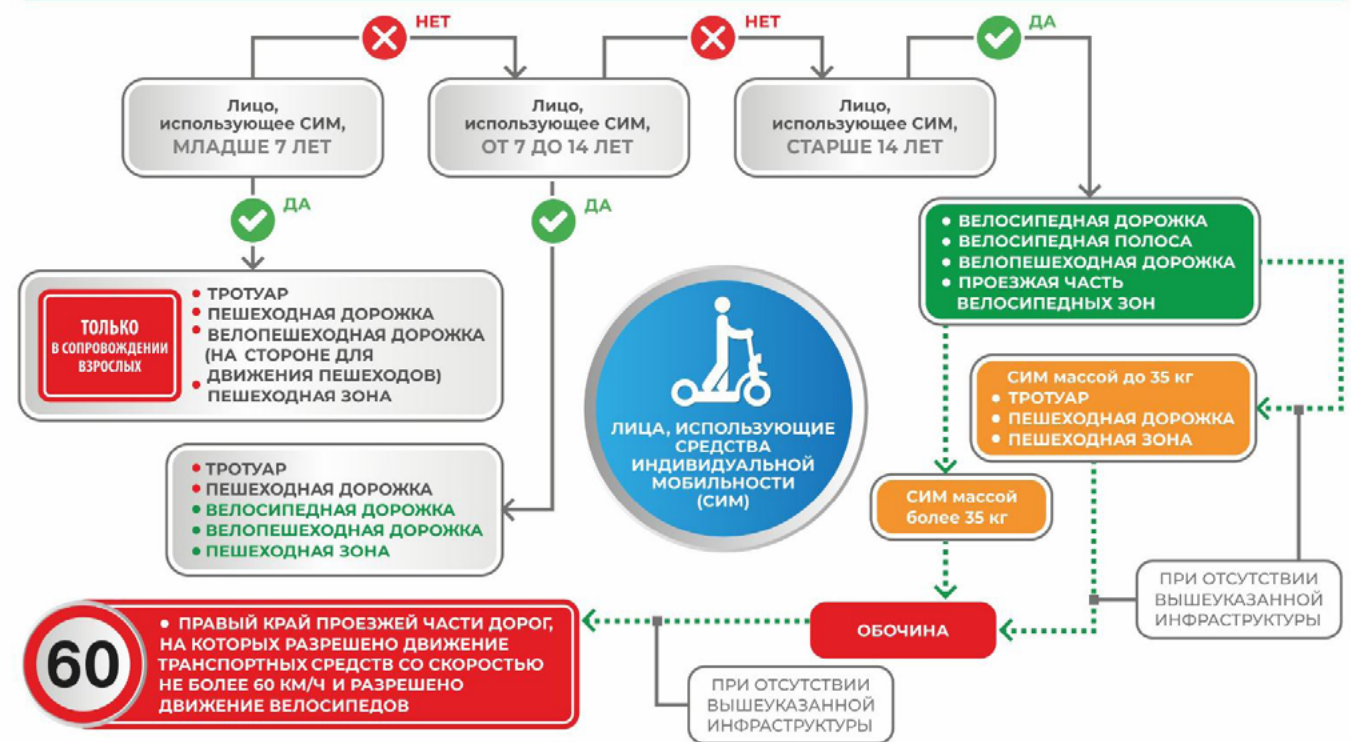 НЕТ
НЕТ
ДА
Лицо,
использующее СИМ,
МЛАДШЕ 7 ЛЕТ
Лицо,
использующее СИМ,
ОТ 7 ДО 14 ЛЕТ
Лицо,
использующее СИМ,
СТАРШЕ 14 ЛЕТ
ДА
ДА
ТОЛЬКО
В СОПРОВОЖДЕНИИ
ВЗРОСЛЫХ
• ТРОТУАР
• ПЕШЕХОДНАЯ ДОРОЖКА
• ВЕЛОПЕШЕХОДНАЯ ДОРОЖКА
(НА СТОРОНЕ ДЛЯ
ДВИЖЕНИЯ ПЕШЕХОДОВ)
• ПЕШЕХОДНАЯ ЗОНА
• ВЕЛОСИПЕДНАЯ ДОРОЖКА
• ВЕЛОСИПЕДНАЯ ПОЛОСА
• ВЕЛОПЕШЕХОДНАЯ ДОРОЖКА
• ПРОЕЗЖАЯ ЧАСТЬ
ВЕЛОСИПЕДНЫХ ЗОН
СИМ массой до 35 кг
• ТРОТУАР
• ПЕШЕХОДНАЯ ДОРОЖКА
• ПЕШЕХОДНАЯ ЗОНА
ЛИЦА, ИСПОЛЬЗУЮЩИЕ
СРЕДСТВА
ИНДИВИДУАЛЬНОЙ
МОБИЛЬНОСТИ
(СИМ)
• ТРОТУАР
• ПЕШЕХОДНАЯ ДОРОЖКА
• ВЕЛОСИПЕДНАЯ ДОРОЖКА
• ВЕЛОПЕШЕХОДНАЯ ДОРОЖКА
• ПЕШЕХОДНАЯ ЗОНА
СИМ массой
более 35 кг
ПРИ ОТСУТСТВИИ
ВЫШЕУКАЗАННОЙ
ИНФРАСТРУКТУРЫ
ОБОЧИНА
60
• ПРАВЫЙ КРАЙ ПРОЕЗЖЕЙ ЧАСТИ ДОРОГ,
НА КОТОРЫХ РАЗРЕШЕНО ДВИЖЕНИЕ
ТРАНСПОРТНЫХ СРЕДСТВ СО СКОРОСТЬЮ
НЕ БОЛЕЕ 60 КМ/Ч И РАЗРЕШЕНО
ДВИЖЕНИЕ ВЕЛОСИПЕДОВ
ПРИ ОТСУТСТВИИ
ВЫШЕУКАЗАННОЙ
ИНФРАСТРУКТУРЫ